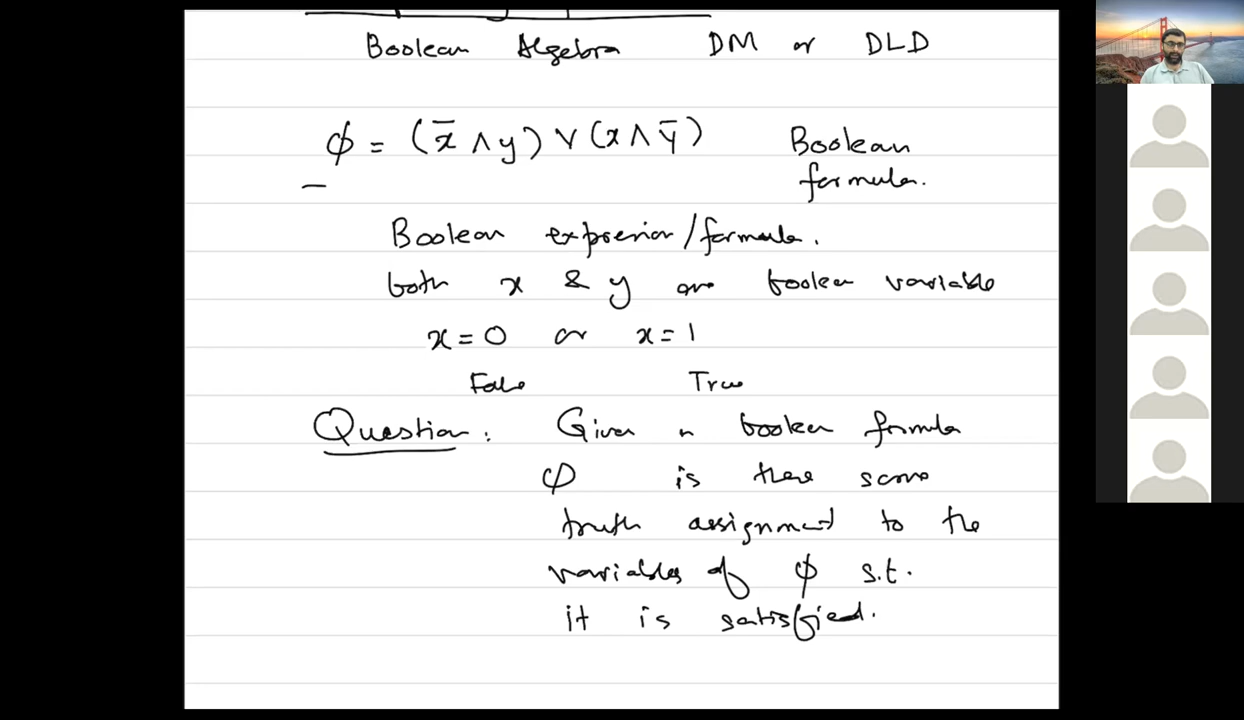 Boolean Algebra DM or DLD
ϕ = (x̄ ∧ y) ∨ (x ∧ ȳ) Boolean
formula.
Boolean expression/formula.
both x & y are boolean variable
x = 0 or x = 1
False True
Question: Given a boolean formula
ϕ is there some
truth assignment to the
variables of ϕ s.t.
it is satisfied.